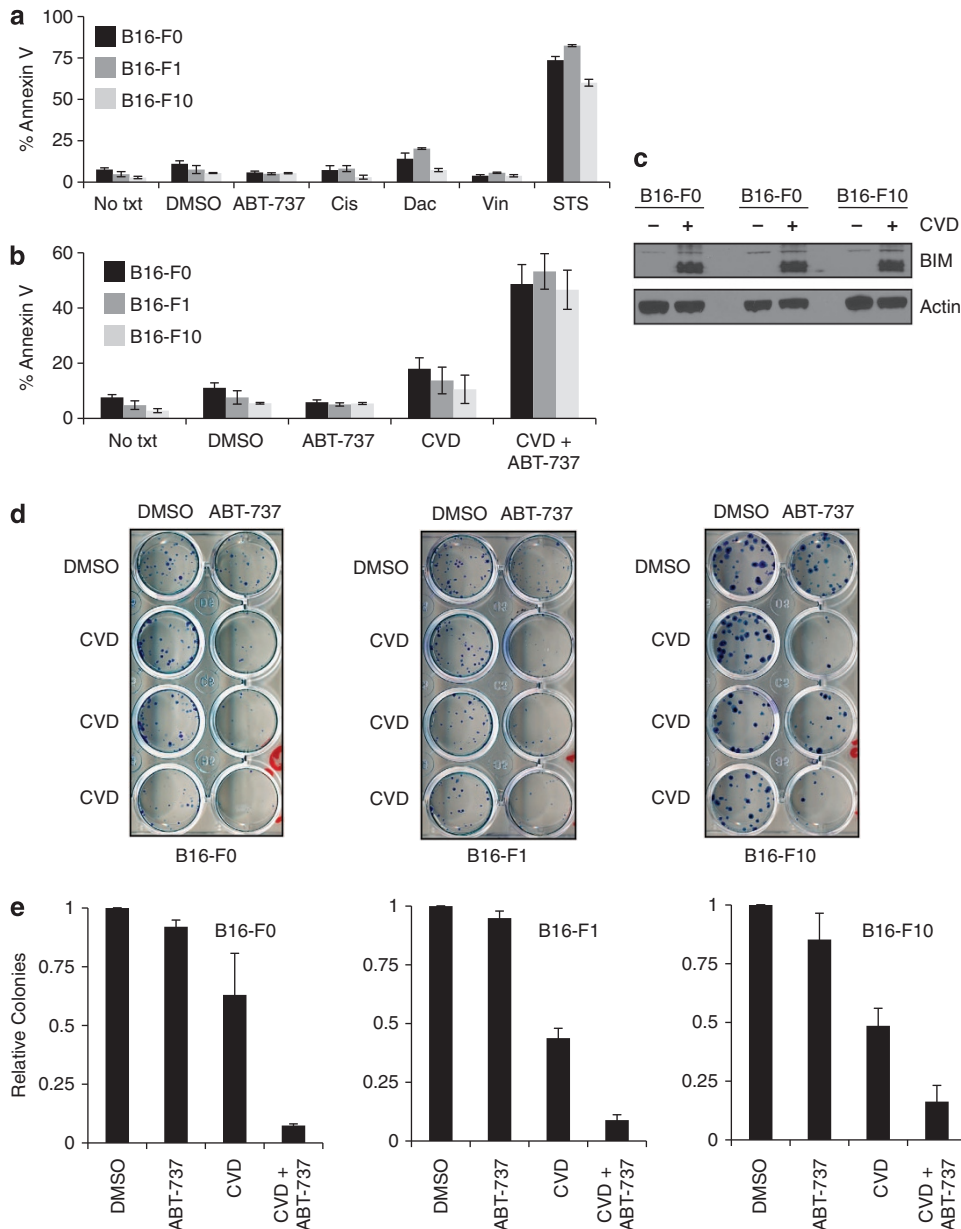 a
100
75
50
25
0
% Annexin V
B16-F0
B16-F1
B16-F10
No txt DMSO ABT-737 Cis Dac Vin STS
b
60
40
20
0
% Annexin V
B16-F0
B16-F1
B16-F10
No txt DMSO ABT-737 CVD CVD +
ABT-737
c
B16-F0 B16-F0 B16-F10
– + – + – + CVD
BIM
Actin
d
DMSO ABT-737
DMSO
CVD
CVD
CVD
B16-F0
DMSO ABT-737
DMSO
CVD
CVD
CVD
B16-F1
DMSO ABT-737
DMSO
CVD
CVD
CVD
B16-F10
e
Relative Colonies
1
0.75
0.5
0.25
0
B16-F0
DMSO
ABT-737
CVD
CVD +
ABT-737
1
0.75
0.5
0.25
0
B16-F1
DMSO
ABT-737
CVD
CVD +
ABT-737
1
0.75
0.5
0.25
0
B16-F10
DMSO
ABT-737
CVD
CVD +
ABT-737